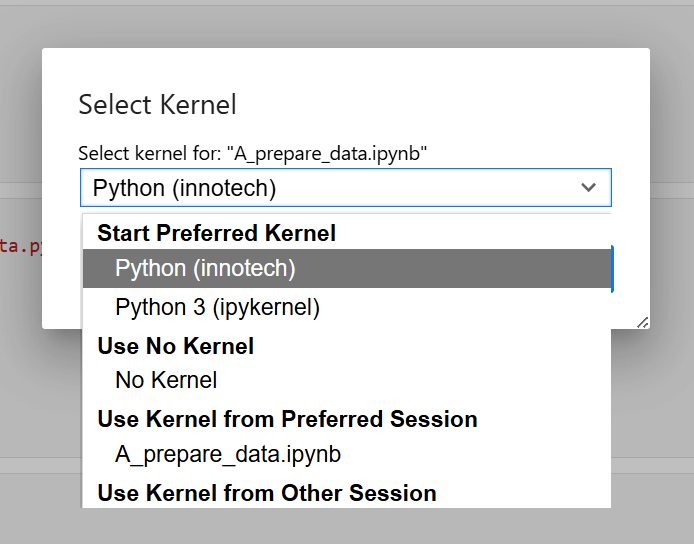 Select Kernel
Select kernel for: "A_prepare_data.ipynb"
Python (innotech)
Start Preferred Kernel
ta.py
Python (innotech)
Python 3 (ipykernel)
Use No Kernel
No Kernel
Use Kernel from Preferred Session
A_prepare_data.ipynb
Use Kernel from Other Session